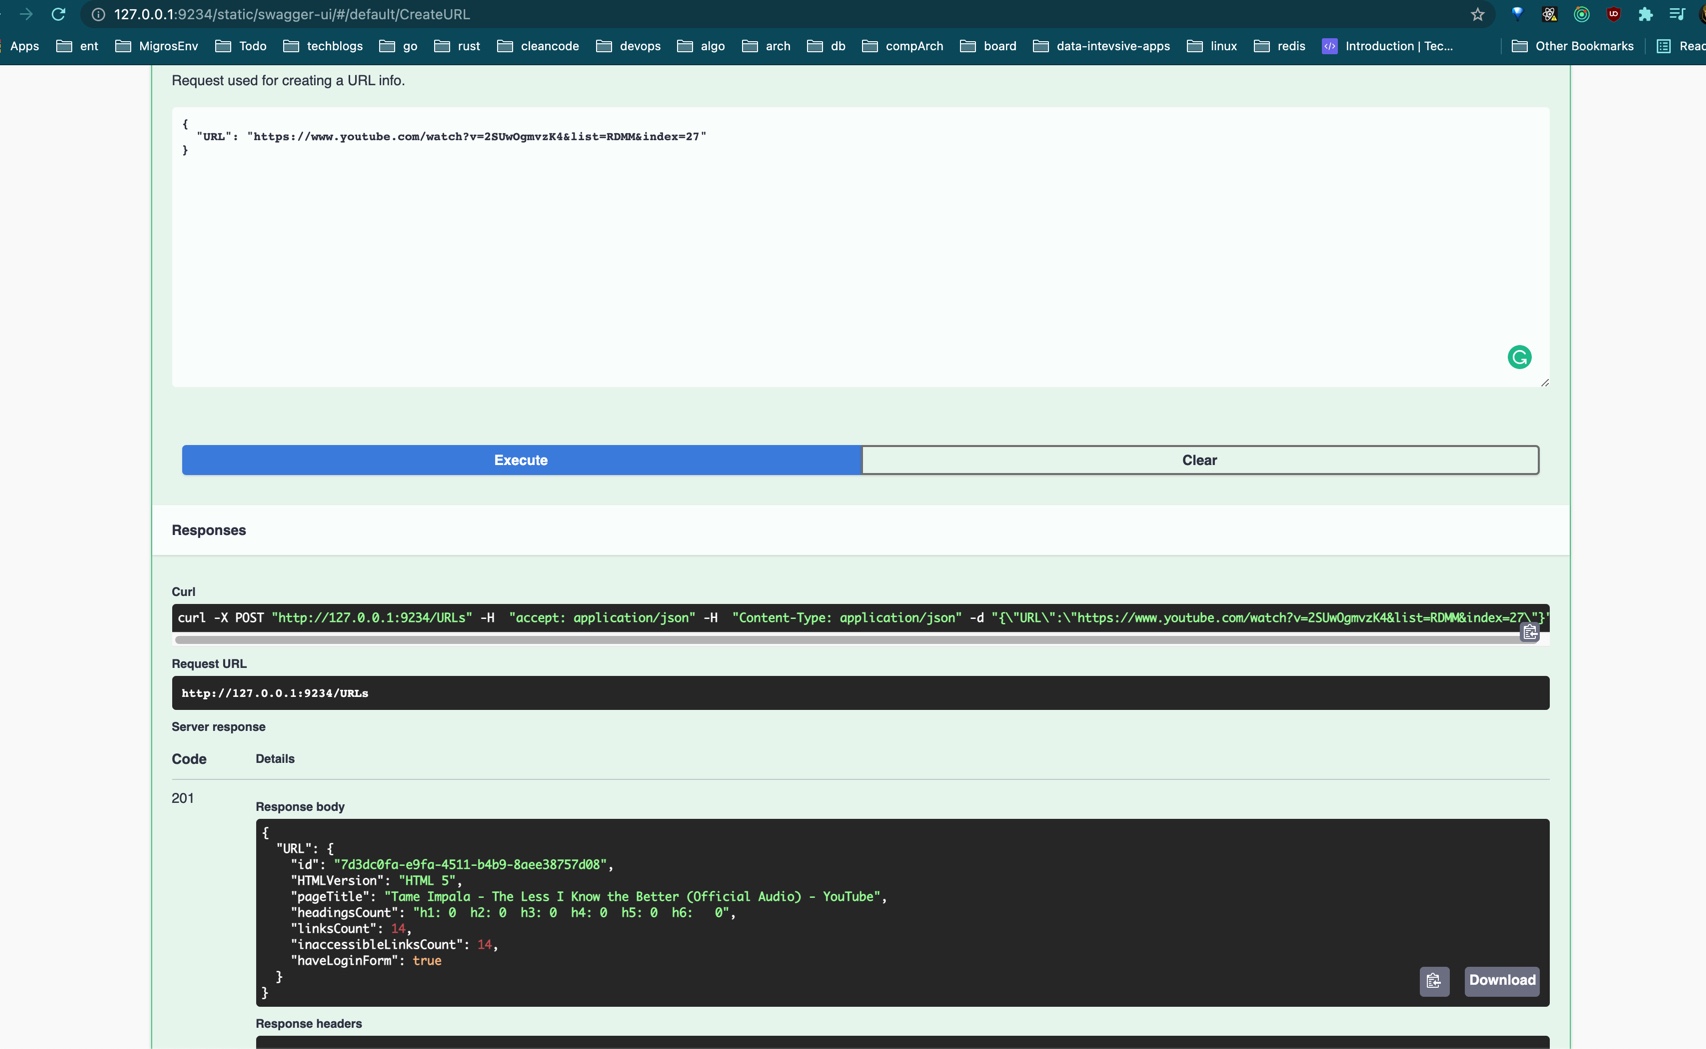 127.0.0.1:9234/static/swagger-ui/#/default/CreateURL
Apps ent MigrosEnv Todo techblogs go rust cleancode devops algo arch db compArch board data-intevsive-apps linux redis </> Introduction | Tec... Other Bookmarks
Request used for creating a URL info.
{
"URL": "https://www.youtube.com/watch?v=2SUwOgmvzK4&list=RDMM&index=27"
}
Execute Clear
Responses
Curl
curl -X POST "http://127.0.0.1:9234/URLs" -H  "accept: application/json" -H  "Content-Type: application/json" -d "{\"URL\":\"https://www.youtube.com/watch?v=2SUwOgmvzK4&list=RDMM&index=27\"}"
Request URL
http://127.0.0.1:9234/URLs
Server response
Code Details
201
Response body
{
"URL": {
"id": "7d3dc0fa-e9fa-4511-b4b9-8aee38757d08",
"HTMLVersion": "HTML 5",
"pageTitle": "Tame Impala - The Less I Know the Better (Official Audio) - YouTube",
"headingsCount": "h1: 0  h2: 0  h3: 0  h4: 0  h5: 0  h6:   0",
"linksCount": 14,
"inaccessibleLinksCount": 14,
"haveLoginForm": true
}
}
Download
Response headers